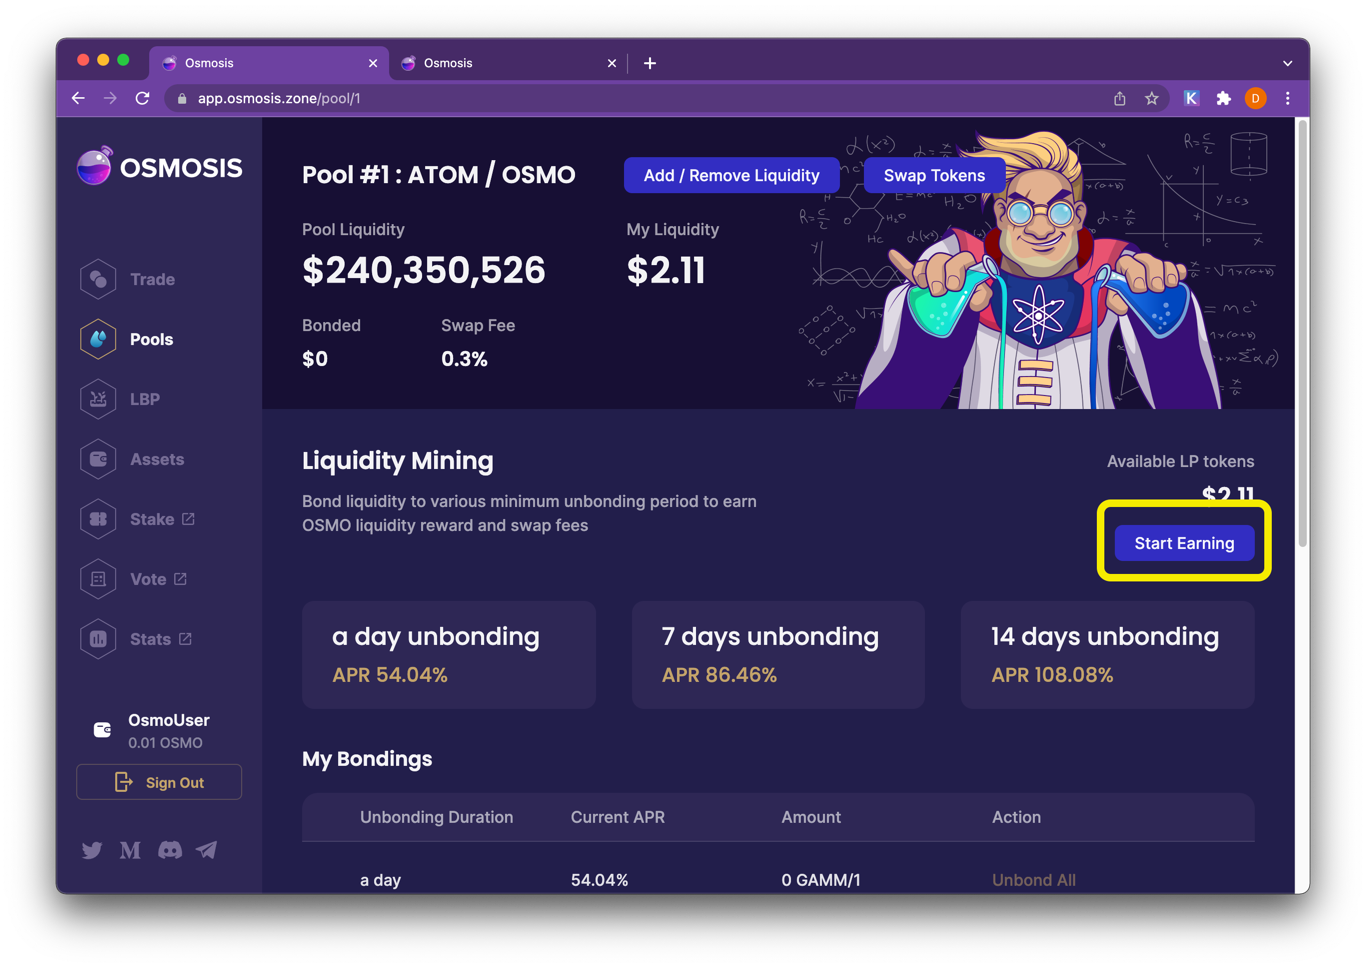 Osmosis
Osmosis
app.osmosis.zone/pool/1
K
D
OSMOSIS
Trade
Pools
LBP
Assets
Stake
Vote
Stats
OsmoUser
0.01 OSMO
Sign Out
Pool #1 : ATOM / OSMO
Add / Remove Liquidity
Swap Tokens
Pool Liquidity
My Liquidity
$240,350,526
$2.11
Bonded
Swap Fee
$0
0.3%
Liquidity Mining
Bond liquidity to various minimum unbonding period to earn
OSMO liquidity reward and swap fees
Available LP tokens
$2.11
Start Earning
a day unbonding
APR 54.04%
7 days unbonding
APR 86.46%
14 days unbonding
APR 108.08%
My Bondings
Unbonding Duration Current APR Amount Action
a day 54.04% 0 GAMM/1 Unbond All